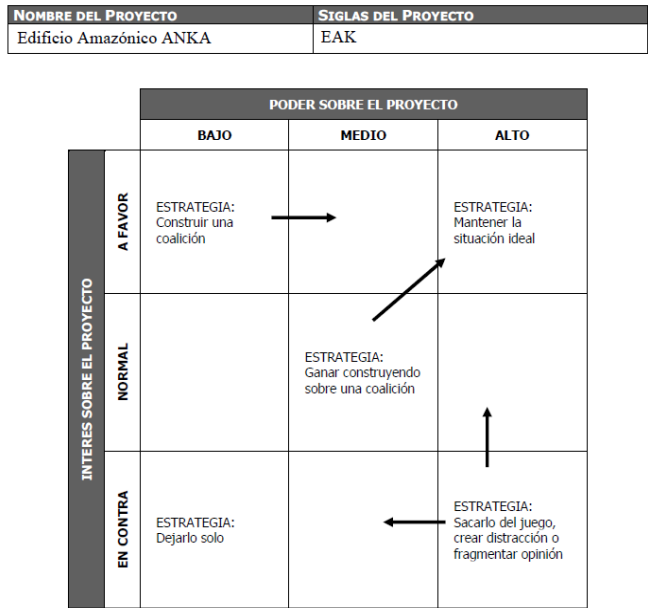 NOMBRE DEL PROYECTO
SIGLAS DEL PROYECTO
Edificio Amazónico ANKA
EAK
PODER SOBRE EL PROYECTO
BAJO
MEDIO
ALTO
INTERES SOBRE EL PROYECTO
A FAVOR
ESTRATEGIA:
Construir una
coalición
ESTRATEGIA:
Mantener la
situación ideal
NORMAL
ESTRATEGIA:
Ganar construyendo
sobre una coalición
EN CONTRA
ESTRATEGIA:
Dejarlo solo
ESTRATEGIA:
Sacarlo del juego,
crear distracción o
fragmentar opinión